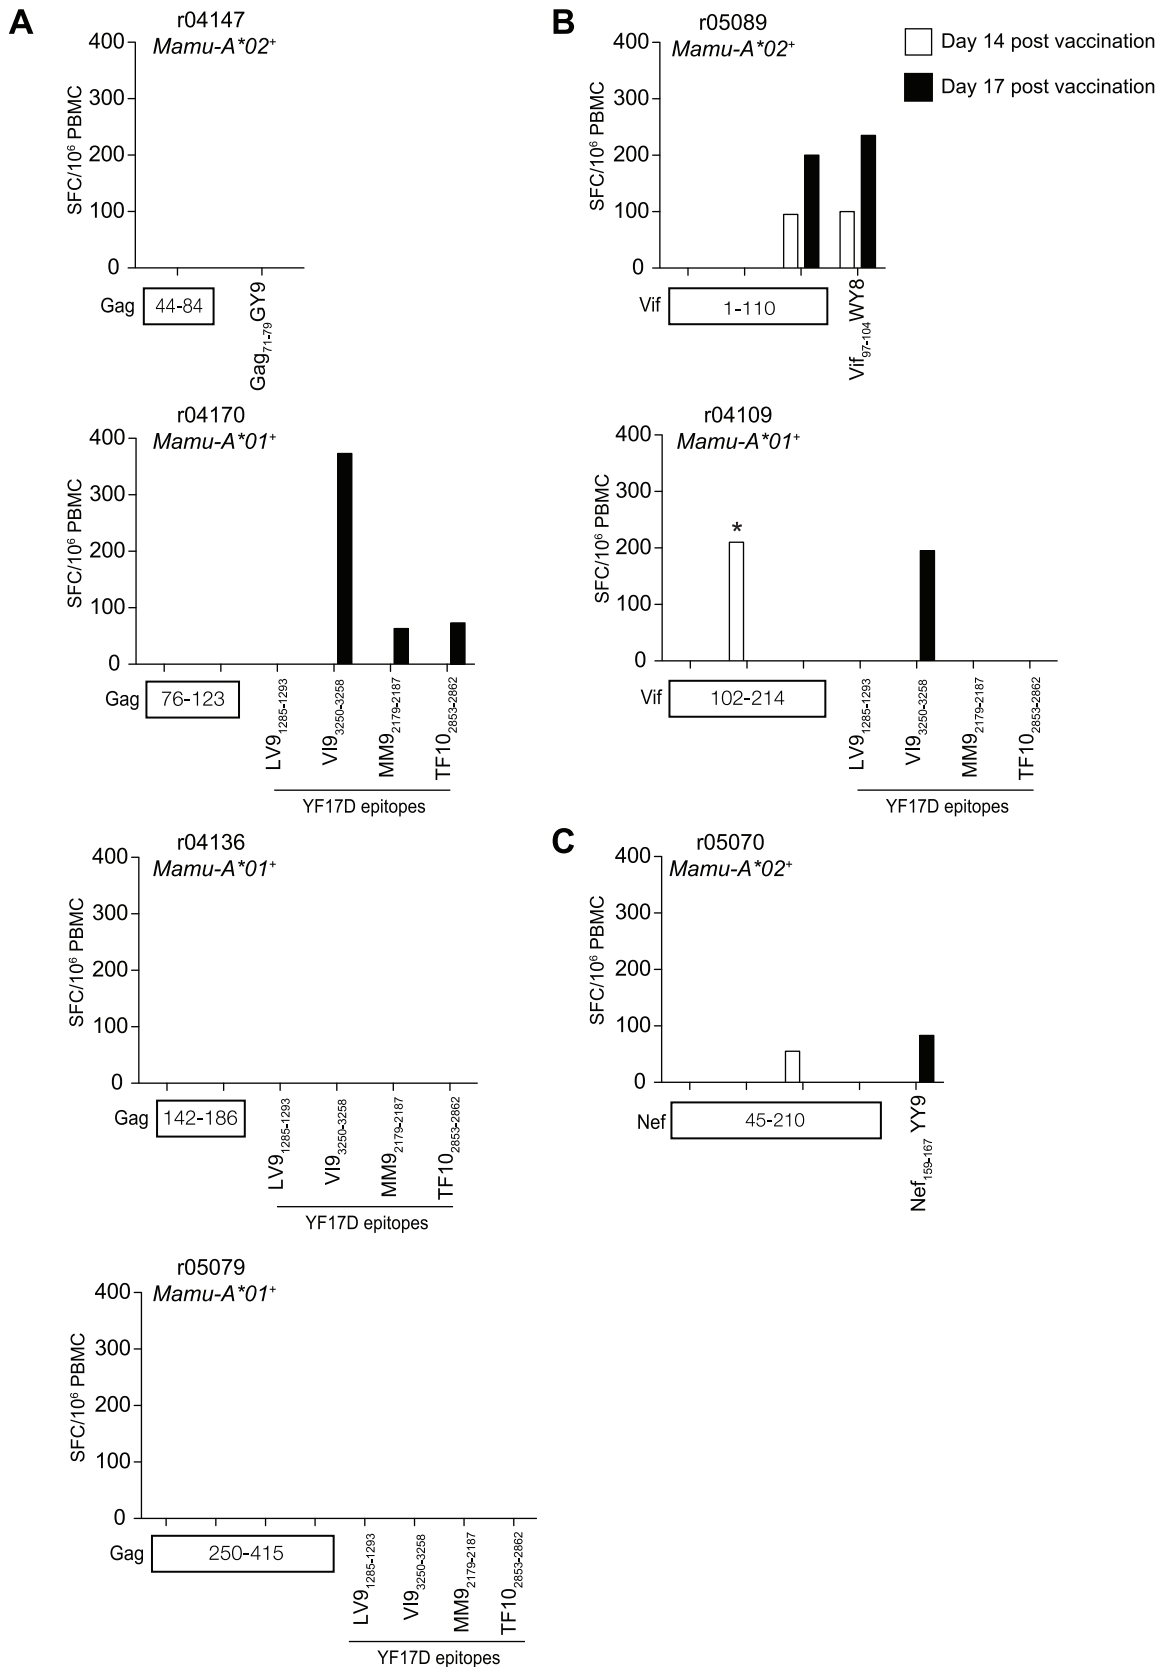 A
r04147
Mamu-A*02+
400
300
200
100
0
SFC/10⁶ PBMC
Gag
44-84
Gag71-79GY9
r04170
Mamu-A*01+
400
300
200
100
0
SFC/10⁶ PBMC
Gag
76-123
LV91285-1293
VI93250-3258
MM92179-2187
TF102853-2862
YF17D epitopes
r04136
Mamu-A*01+
400
300
200
100
0
SFC/10⁶ PBMC
Gag
142-186
LV91285-1293
VI93250-3258
MM92179-2187
TF102853-2862
YF17D epitopes
r05079
Mamu-A*01+
400
300
200
100
0
SFC/10⁶ PBMC
Gag
250-415
LV91285-1293
VI93250-3258
MM92179-2187
TF102853-2862
YF17D epitopes
B
r05089
Mamu-A*02+
Day 14 post vaccination
Day 17 post vaccination
400
300
200
100
0
SFC/10⁶ PBMC
Vif
1-110
Vif97-104WY8
r04109
Mamu-A*01+
400
300
200
100
0
SFC/10⁶ PBMC
*
Vif
102-214
LV91285-1293
VI93250-3258
MM92179-2187
TF102853-2862
YF17D epitopes
C
r05070
Mamu-A*02+
400
300
200
100
0
SFC/10⁶ PBMC
Nef
45-210
Nef159-167 YY9